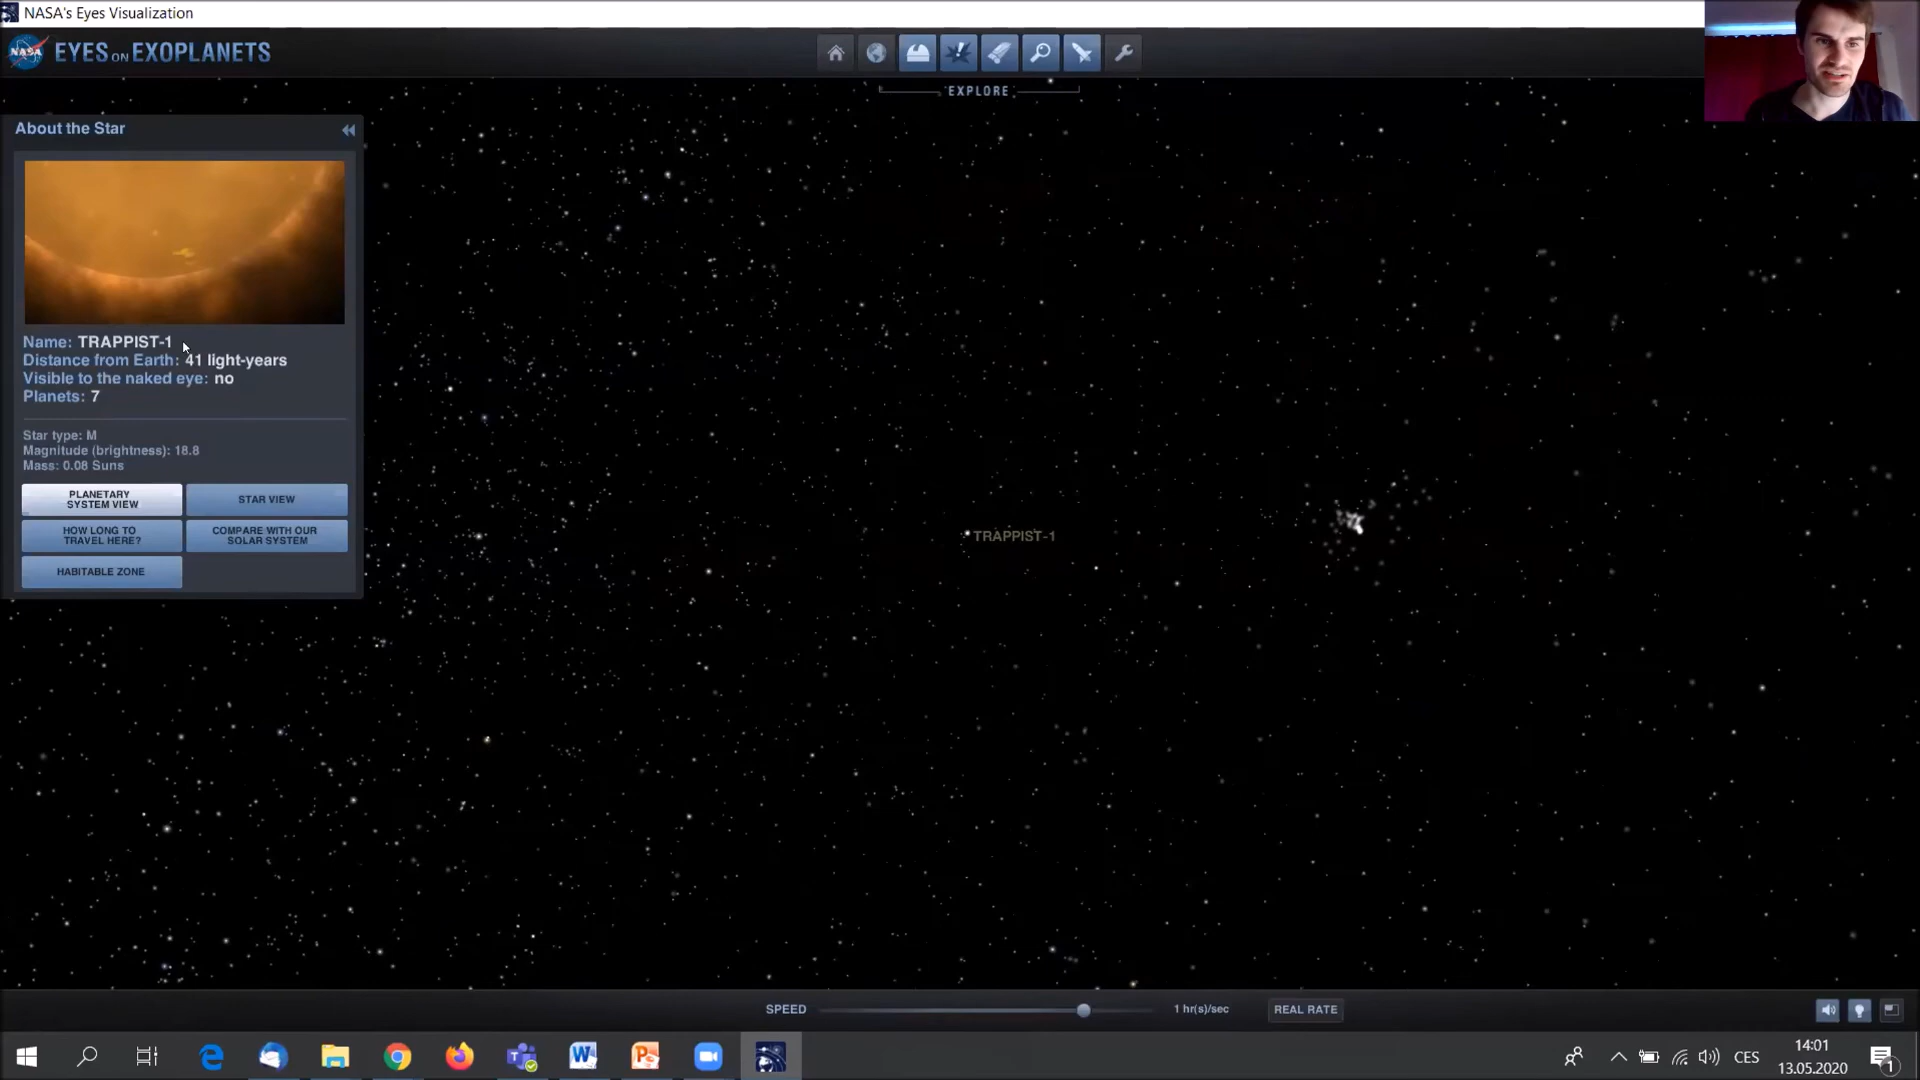 NASA's Eyes Visualization
NASA
EYES ON EXOPLANETS
EXPLORE
About the Star
Name: TRAPPIST-1
Distance from Earth: 41 light-years
Visible to the naked eye: no
Planets: 7
Star type: M
Magnitude (brightness): 18.8
Mass: 0.08 Suns
PLANETARY
SYSTEM VIEW
STAR VIEW
HOW LONG TO
TRAVEL HERE?
COMPARE WITH OUR
SOLAR SYSTEM
HABITABLE ZONE
TRAPPIST-1
SPEED
1 hr(s)/sec
REAL RATE
CES
14:01
13.05.2020
1